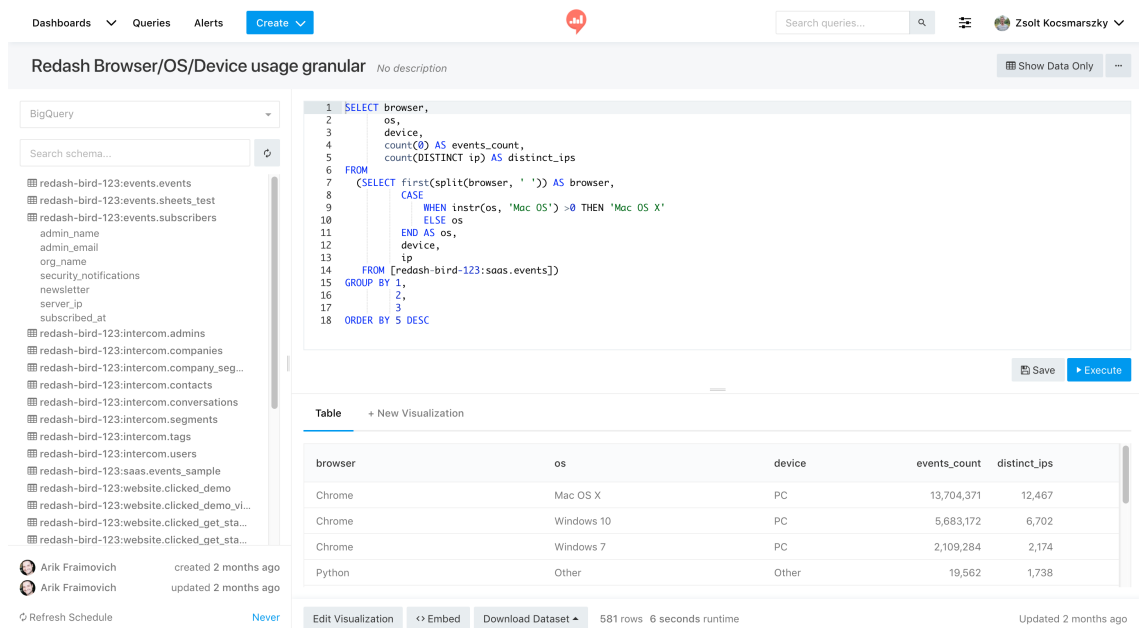 Dashboards Queries Alerts Create Search queries... Zsolt Kocsmarszky
Redash Browser/OS/Device usage granular No description Show Data Only ...
BigQuery
Search schema...
redash-bird-123:events.events
redash-bird-123:events.sheets_test
redash-bird-123:events.subscribers
admin_name
admin_email
org_name
security_notifications
newsletter
server_ip
subscribed_at
redash-bird-123:intercom.admins
redash-bird-123:intercom.companies
redash-bird-123:intercom.company_seg...
redash-bird-123:intercom.contacts
redash-bird-123:intercom.conversations
redash-bird-123:intercom.segments
redash-bird-123:intercom.tags
redash-bird-123:intercom.users
redash-bird-123:saas.events_sample
redash-bird-123:website.clicked_demo
redash-bird-123:website.clicked_demo_vi...
redash-bird-123:website.clicked_get_sta...
redash-bird-123:website.clicked_get_sta...
Arik Fraimovich created 2 months ago
Arik Fraimovich updated 2 months ago
Refresh Schedule Never
1 SELECT browser,
2 os,
3 device,
4 count(0) AS events_count,
5 count(DISTINCT ip) AS distinct_ips
6 FROM
7 (SELECT first(split(browser, ' ')) AS browser,
8 CASE
9 WHEN instr(os, 'Mac OS') >0 THEN 'Mac OS X'
10 ELSE os
11 END AS os,
12 device,
13 ip
14 FROM [redash-bird-123:saas.events])
15 GROUP BY 1,
16 2,
17 3
18 ORDER BY 5 DESC
Save Execute
Table + New Visualization
browser os device events_count distinct_ips
Chrome Mac OS X PC 13,704,371 12,467
Chrome Windows 10 PC 5,683,172 6,702
Chrome Windows 7 PC 2,109,284 2,174
Python Other Other 19,562 1,738
Edit Visualization <> Embed Download Dataset 581 rows 6 seconds runtime Updated 2 months ago